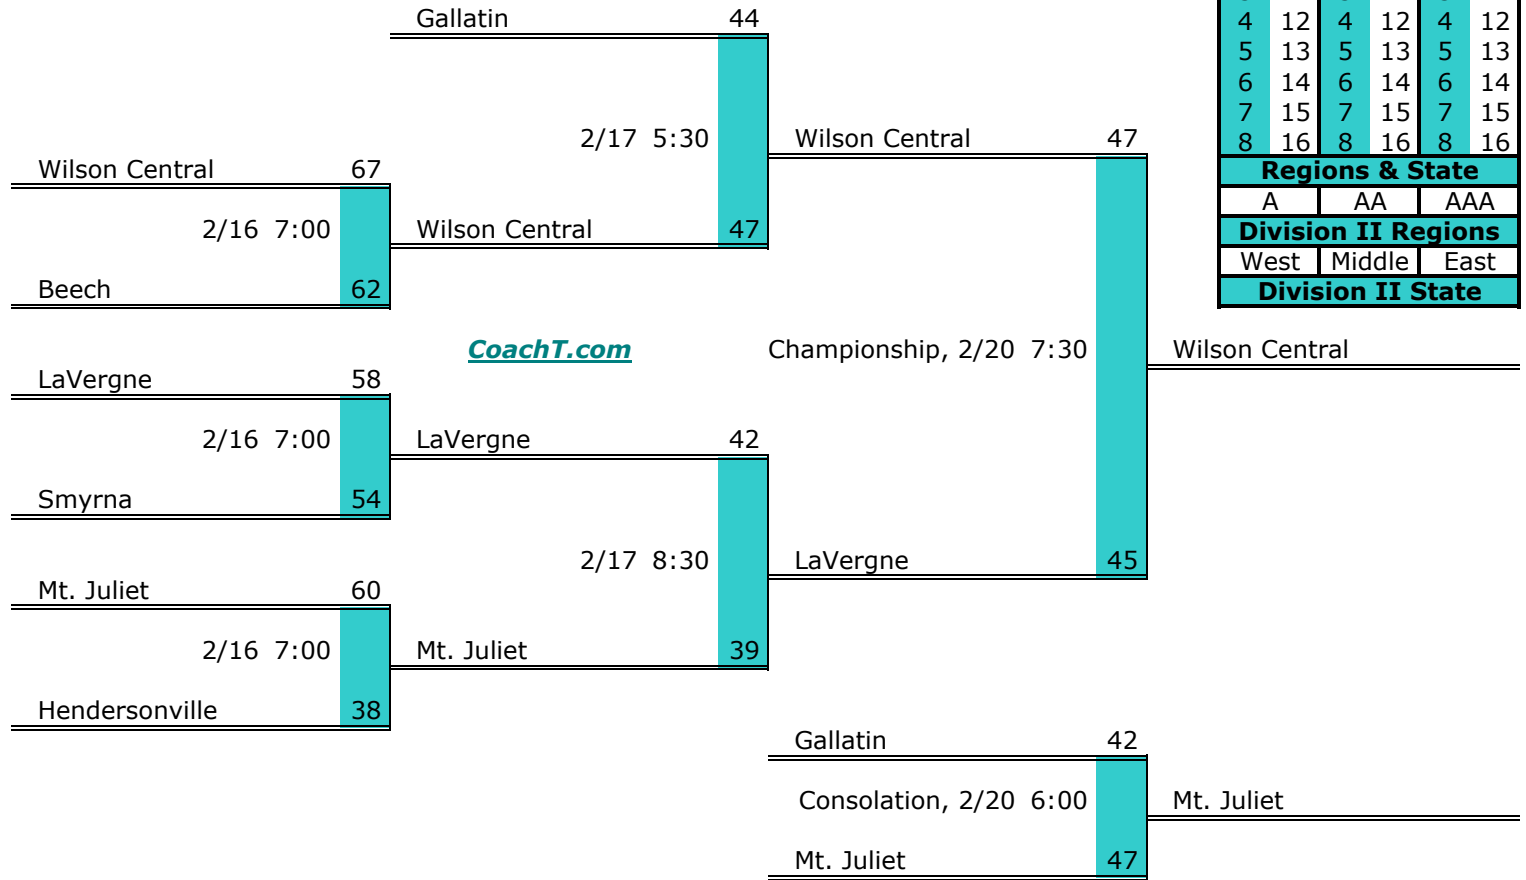 Gallatin 44
4 12 4 12 4 12
5 13 5 13 5 13
6 14 6 14 6 14
7 15 7 15 7 15
2/17 5:30 Wilson Central 47
8 16 8 16 8 16
Wilson Central 67
Regions & State
A AA AAA
2/16 7:00 Wilson Central 47
Division II Regions
West Middle East
Beech 62
Division II State
CoachT.com Championship, 2/20 7:30 Wilson Central
LaVergne 58
2/16 7:00 LaVergne 42
Smyrna 54
2/17 8:30 LaVergne 45
Mt. Juliet 60
2/16 7:00 Mt. Juliet 39
Hendersonville 38
Gallatin 42
Consolation, 2/20 6:00 Mt. Juliet
Mt. Juliet 47